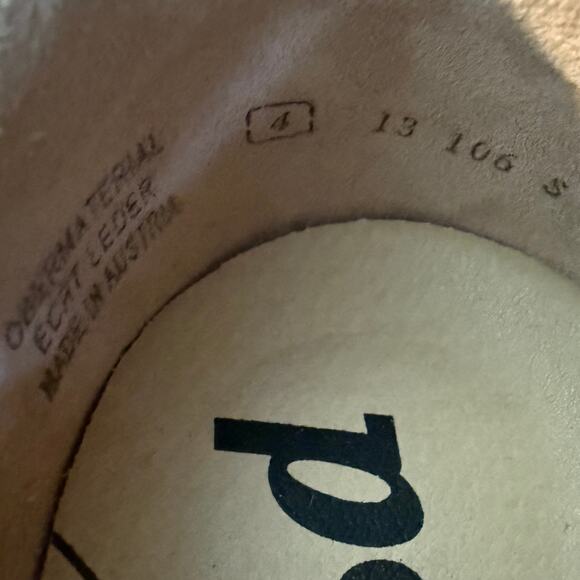 4 13 106 S
OBERMATERIAL
ECHT LEDER
MADE IN AUSTRIA